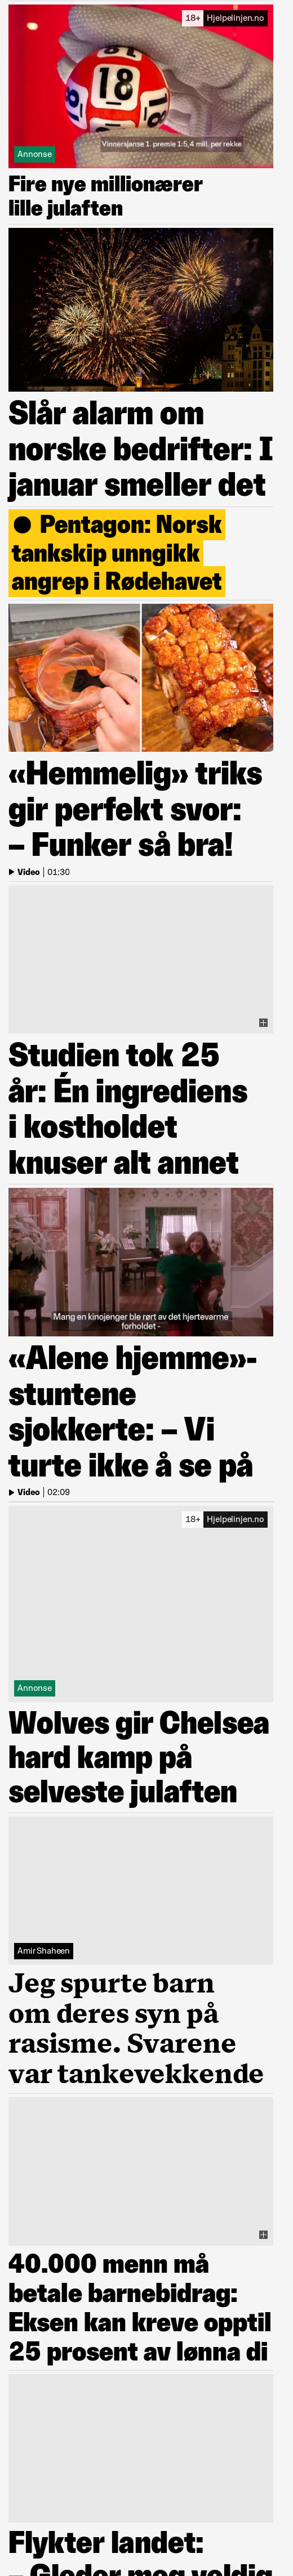 18+ Hjelpelinjen.no
18
Vinnersjanse 1. premie 1:5,4 mill. per rekke
Annonse
Fire nye millionærer
lille julaften
Slår alarm om
norske bedrifter: I
januar smeller det
Pentagon: Norsk
tankskip unngikk
angrep i Rødehavet
«Hemmelig» triks
gir perfekt svor:
– Funker så bra!
Video | 01:30
Studien tok 25
år: Én ingrediens
i kostholdet
knuser alt annet
Mang en kinojenger ble rørt av det hjertevarme
forholdet -
«Alene hjemme»-
stuntene
sjokkerte: – Vi
turte ikke å se på
Video | 02:09
18+ Hjelpelinjen.no
Annonse
Wolves gir Chelsea
hard kamp på
selveste julaften
Amir Shaheen
Jeg spurte barn
om deres syn på
rasisme. Svarene
var tankevekkende
40.000 menn må
betale barnebidrag:
Eksen kan kreve opptil
25 prosent av lønna di
Flykter landet:
– Gleder meg veldig